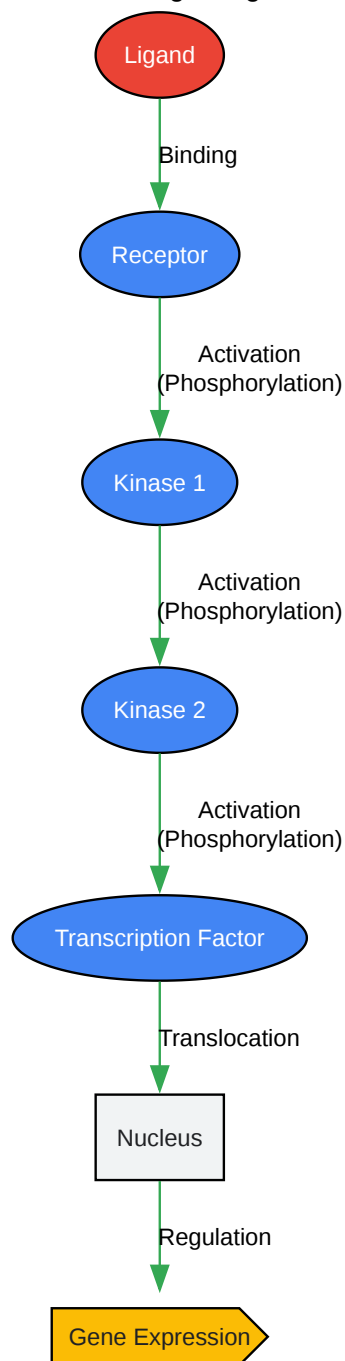 Ligand
Binding
Receptor
Activation
(Phosphorylation)
Kinase 1
Activation
(Phosphorylation)
Kinase 2
Activation
(Phosphorylation)
Transcription Factor
Translocation
Nucleus
Regulation
Gene Expression